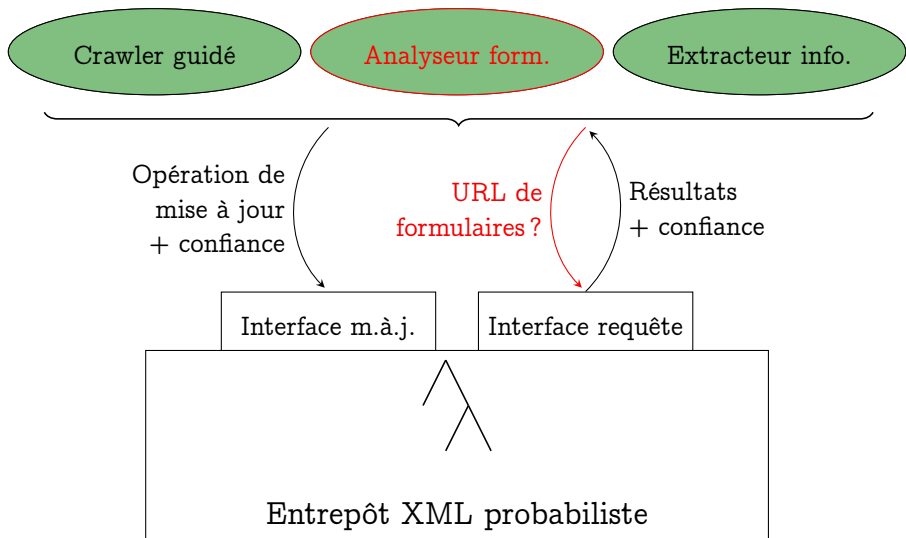 Crawler guidé
Analyseur form.
Extracteur info.
Opération de
mise à jour
+ confiance
URL de
formulaires ?
Résultats
+ confiance
Interface m.à.j.
Interface requête
Entrepôt XML probabiliste